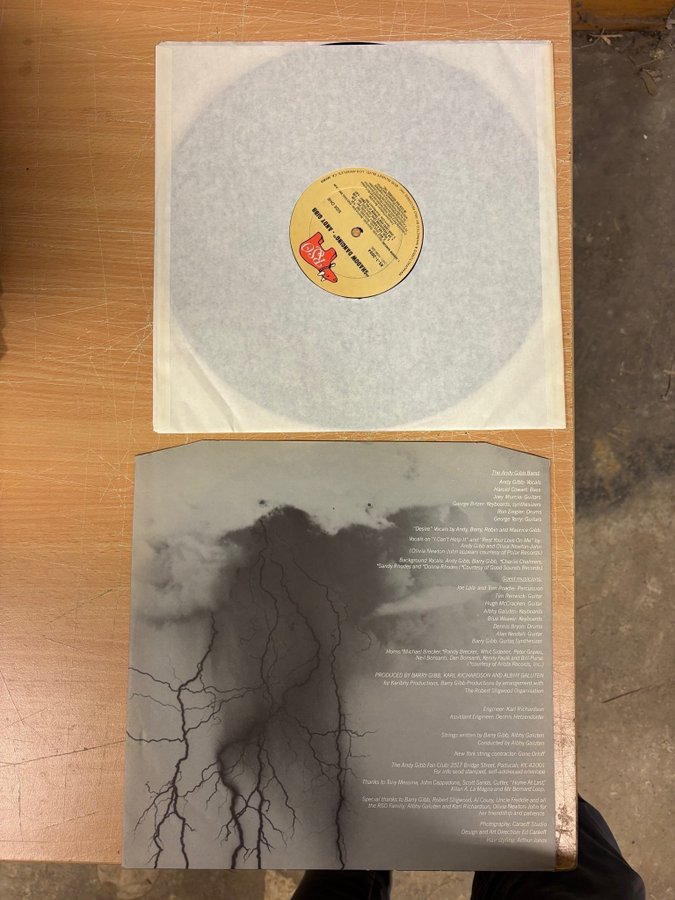 RSO
"SHADOW DANCING" • ANDY GIBB
SIDE ONE
The Andy Gibb Band:
Andy Gibb: Vocals
Harold Cowart: Bass
Joey Murcia: Guitars
George Bitzer: Keyboards, synthesizers
Ron Ziegler: Drums
George Terry: Guitars
"Desire" Vocals by Andy, Barry, Robin and Maurice Gibb
Vocals on "I Can't Help It" and "Rest Your Love On Me" by:
Andy Gibb and Olivia Newton-John
(Olivia Newton-John appears courtesy of Polar Records)
Background Vocals: Andy Gibb, Barry Gibb, *Charlie Chalmers,
*Sandy Rhodes and *Donna Rhodes (*Courtesy of Good Sounds Records)
Guest musicians:
Joe Lala and Tom Roadie: Percussion
Tim Renwick: Guitar
Hugh McCracken: Guitar
Albhy Galuten: Keyboards
Blue Weaver: Keyboards
Dennis Bryon: Drums
Alan Kendall: Guitar
Barry Gibb: Guitar, Synthesizer
Horns: *Michael Brecker, *Randy Brecker, Whit Sidener, Peter Graves,
Neil Bonsanti, Dan Bonsanti, Kenny Faulk and Bill Purse
(*courtesy of Arista Records, Inc.)
PRODUCED BY BARRY GIBB, KARL RICHARDSON AND ALBHY GALUTEN
for Karlbhy Productions, Barry Gibb Productions by arrangement with
The Robert Stigwood Organisation
Engineer: Karl Richardson
Assistant Engineer: Dennis Hetzendorfer
Strings written by Barry Gibb, Albhy Galuten
Conducted by Albhy Galuten
New York string contractor: Gene Orloff
The Andy Gibb Fan Club: 2517 Bridge Street, Paducah, KY. 42001
For info send stamped, self-addressed envelope
Thanks to Tony Messina, John Cappadona, Scott Sands, Cutter, "Home At Last,"
Kitan A. La Magra and Mr. Bernard Lupo.
Special thanks to Barry Gibb, Robert Stigwood, Al Coury, Uncle Freddie and all
the RSO Family; Albhy Galuten and Karl Richardson, Olivia Newton-John for
her friendship and patience.
Photography: Caraeff Studio
Design and Art Direction: Ed Caraeff
Hair styling: Arthur Johns